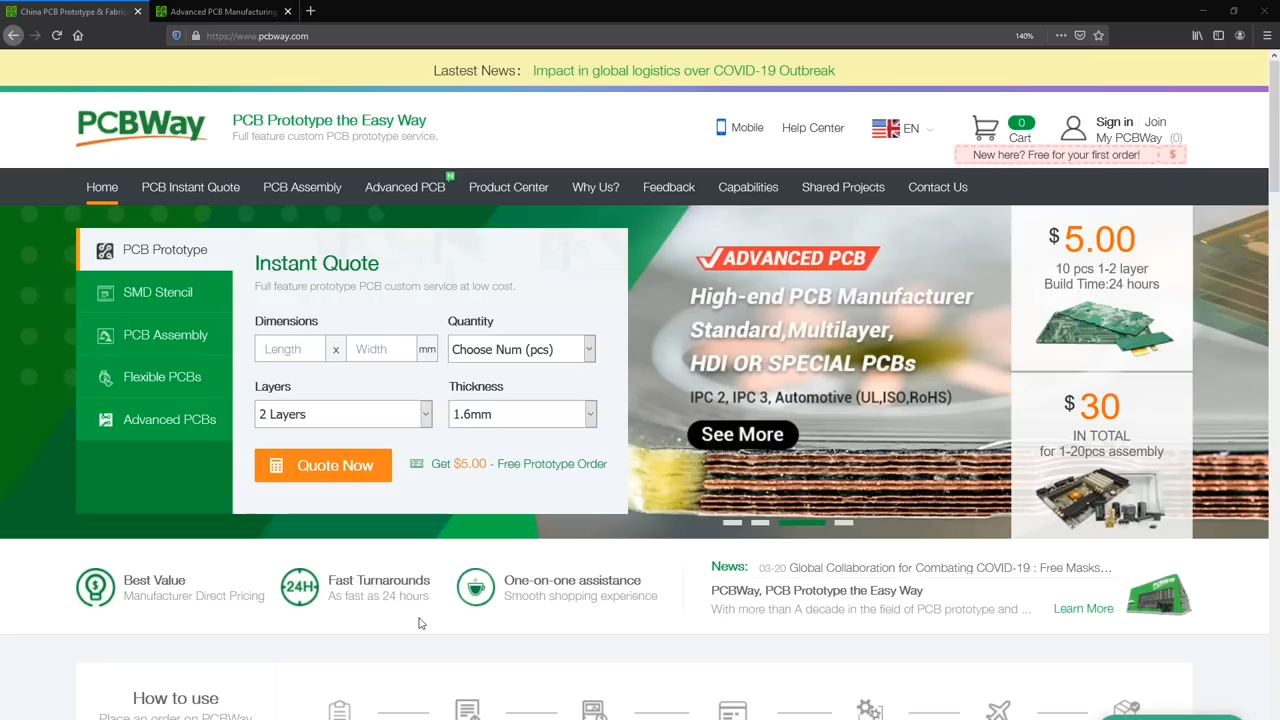 China PCB Prototype & Fabric
Advanced PCB Manufacturing,
https://www.pcbway.com
140%
Lastest News: Impact in global logistics over COVID-19 Outbreak
PCBWay
PCB Prototype the Easy Way
Full feature custom PCB prototype service.
Mobile
Help Center
EN
0
Cart
Sign in
Join
My PCBWay (0)
New here? Free for your first order! $
Home
PCB Instant Quote
PCB Assembly
Advanced PCB
Product Center
Why Us?
Feedback
Capabilities
Shared Projects
Contact Us
PCB Prototype
SMD Stencil
PCB Assembly
Flexible PCBs
Advanced PCBs
Instant Quote
Full feature prototype PCB custom service at low cost.
Dimensions
Quantity
Length x Width mm
Choose Num (pcs)
Layers
Thickness
2 Layers
1.6mm
Quote Now
Get $5.00 - Free Prototype Order
ADVANCED PCB
High-end PCB Manufacturer
Standard,Multilayer,
HDI OR SPECIAL PCBs
IPC 2, IPC 3, Automotive (UL,ISO,RoHS)
See More
$ 5.00
10 pcs 1-2 layer
Build Time:24 hours
$ 30
IN TOTAL
for 1-20pcs assembly
Best Value
Manufacturer Direct Pricing
24H
Fast Turnarounds
As fast as 24 hours
One-on-one assistance
Smooth shopping experience
News: 03-20 Global Collaboration for Combating COVID-19 : Free Masks...
PCBWay, PCB Prototype the Easy Way
With more than A decade in the field of PCB prototype and ...
Learn More
How to use
Place an order on PCBWay